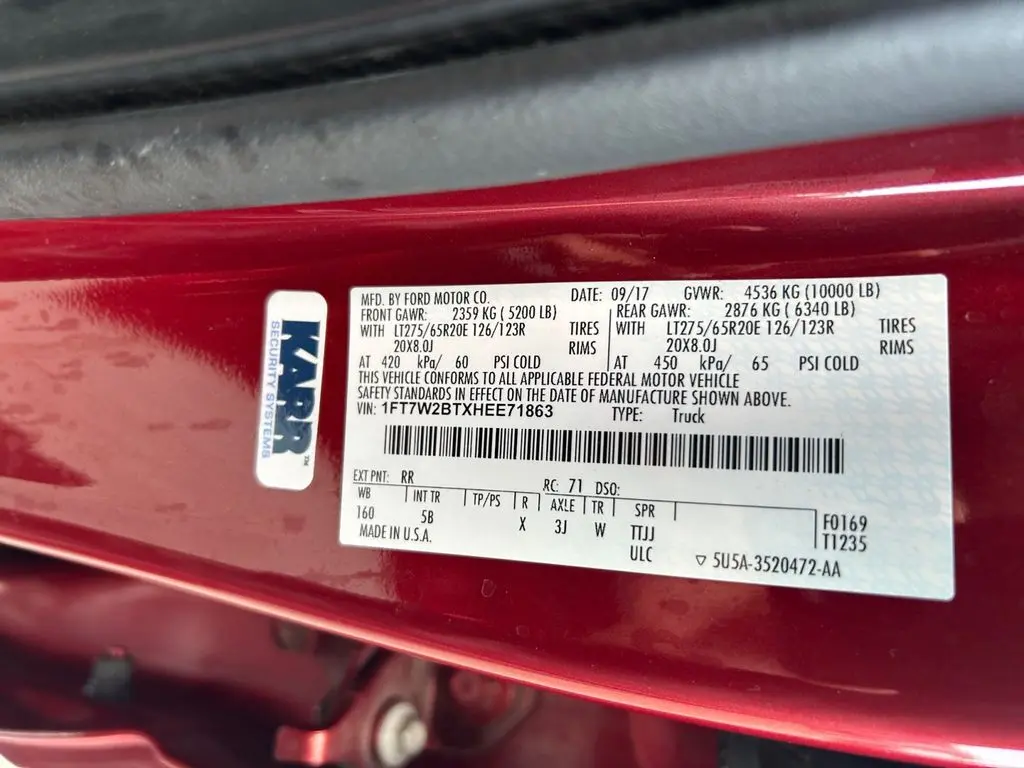 KARR
SECURITY SYSTEMS
TM
MFD. BY FORD MOTOR CO. DATE: 09/17 GVWR: 4536 KG (10000 LB)
FRONT GAWR: 2359 KG ( 5200 LB) REAR GAWR: 2876 KG ( 6340 LB)
WITH LT275/65R20E 126/123R TIRES WITH LT275/65R20E 126/123R TIRES
20X8.0J RIMS 20X8.0J RIMS
AT 420 kPa/ 60 PSI COLD AT 450 kPa/ 65 PSI COLD
THIS VEHICLE CONFORMS TO ALL APPLICABLE FEDERAL MOTOR VEHICLE
SAFETY STANDARDS IN EFFECT ON THE DATE OF MANUFACTURE SHOWN ABOVE.
VIN: 1FT7W2BTXHEE71863 TYPE: Truck
EXT PNT: RR RC: 71 DSO:
WB INT TR TP/PS R AXLE TR SPR
160 5B X 3J W TTJJ F0169
MADE IN U.S.A. ULC T1235
5U5A-3520472-AA